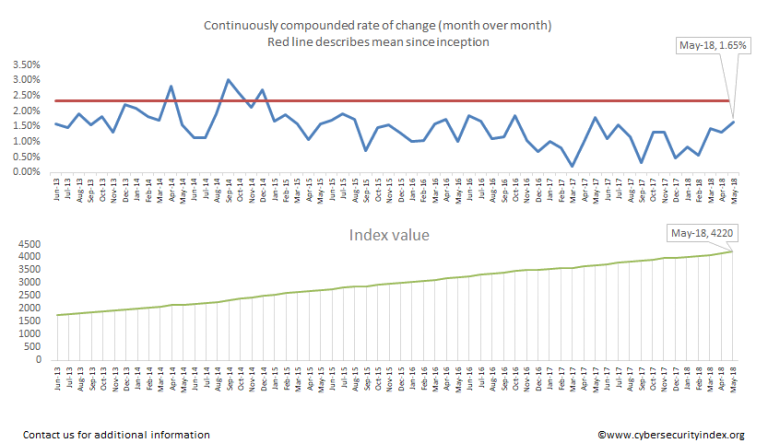 Continuously compounded rate of change (month over month)
Red line describes mean since inception
May-18, 1.65%
3.50%
3.00%
2.50%
2.00%
1.50%
1.00%
0.50%
0.00%
Jun-13 Jul-13 Aug-13 Sep-13 Oct-13 Nov-13 Dec-13 Jan-14 Feb-14 Mar-14 Apr-14 May-14 Jun-14 Jul-14 Aug-14 Sep-14 Oct-14 Nov-14 Dec-14 Jan-15 Feb-15 Mar-15 Apr-15 May-15 Jun-15 Jul-15 Aug-15 Sep-15 Oct-15 Nov-15 Dec-15 Jan-16 Feb-16 Mar-16 Apr-16 May-16 Jun-16 Jul-16 Aug-16 Sep-16 Oct-16 Nov-16 Dec-16 Jan-17 Feb-17 Mar-17 Apr-17 May-17 Jun-17 Jul-17 Aug-17 Sep-17 Oct-17 Nov-17 Dec-17 Jan-18 Feb-18 Mar-18 Apr-18 May-18
Index value
May-18, 4220
4500
4000
3500
3000
2500
2000
1500
1000
500
0
Jun-13 Jul-13 Aug-13 Sep-13 Oct-13 Nov-13 Dec-13 Jan-14 Feb-14 Mar-14 Apr-14 May-14 Jun-14 Jul-14 Aug-14 Sep-14 Oct-14 Nov-14 Dec-14 Jan-15 Feb-15 Mar-15 Apr-15 May-15 Jun-15 Jul-15 Aug-15 Sep-15 Oct-15 Nov-15 Dec-15 Jan-16 Feb-16 Mar-16 Apr-16 May-16 Jun-16 Jul-16 Aug-16 Sep-16 Oct-16 Nov-16 Dec-16 Jan-17 Feb-17 Mar-17 Apr-17 May-17 Jun-17 Jul-17 Aug-17 Sep-17 Oct-17 Nov-17 Dec-17 Jan-18 Feb-18 Mar-18 Apr-18 May-18
Contact us for additional information
©www.cybersecurityindex.org